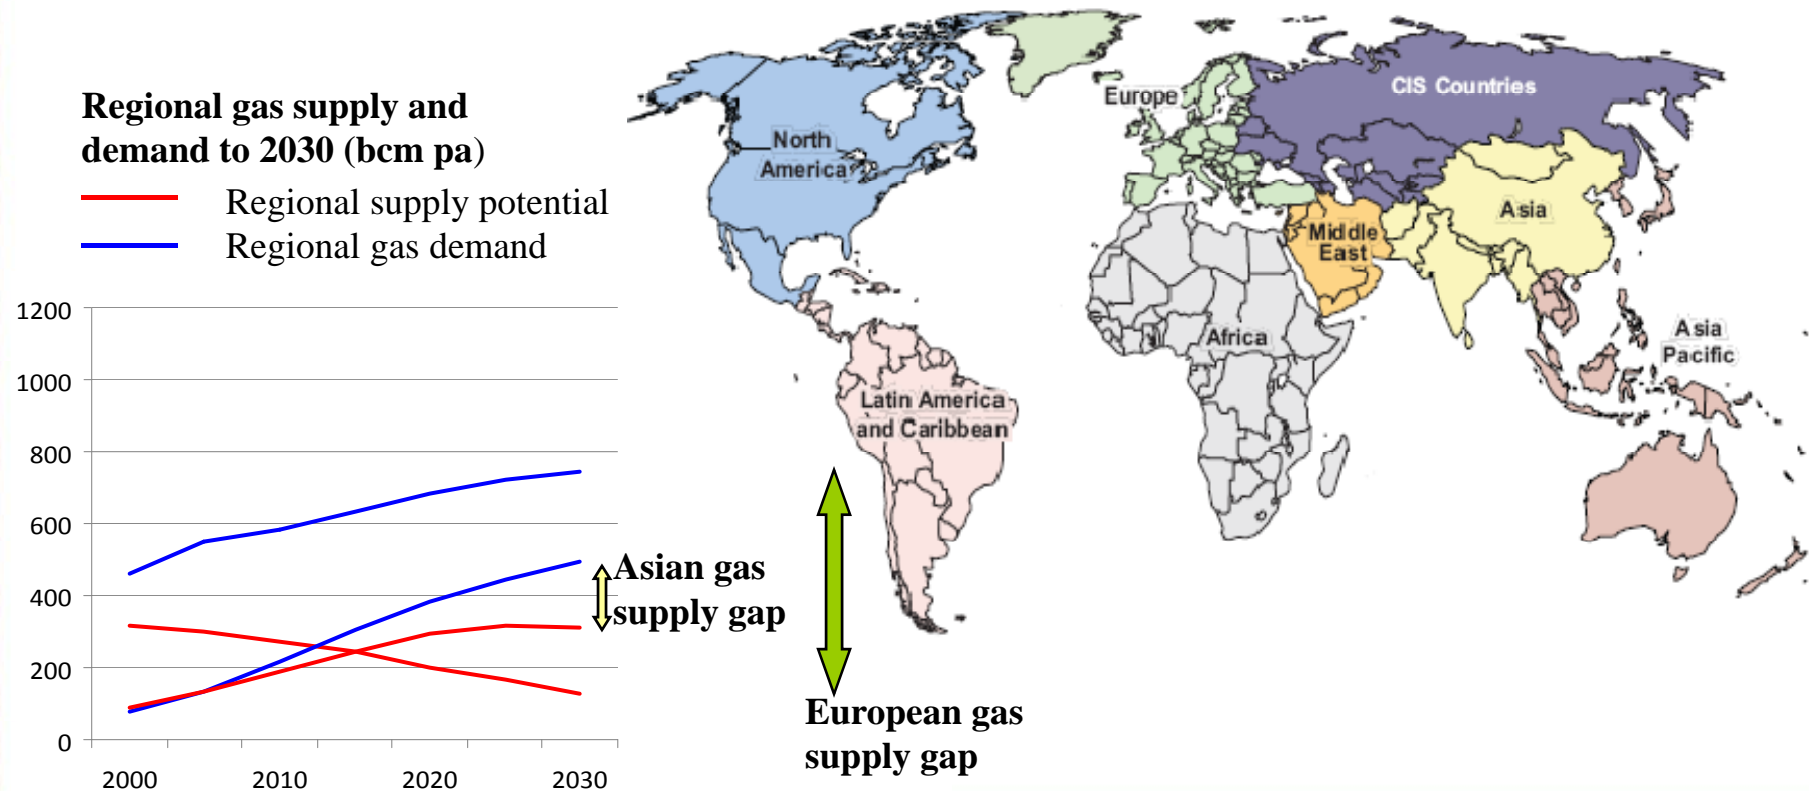 Regional gas supply and
demand to 2030 (bcm pa)
Regional supply potential
Regional gas demand
1200
1000
800
600
400
200
0
2000 2010 2020 2030
Asian gas
supply gap
European gas
supply gap
North
America
Latin America
and Caribbean
Europe
CIS Countries
Middle
East
Asia
Africa
Asia
Pacific